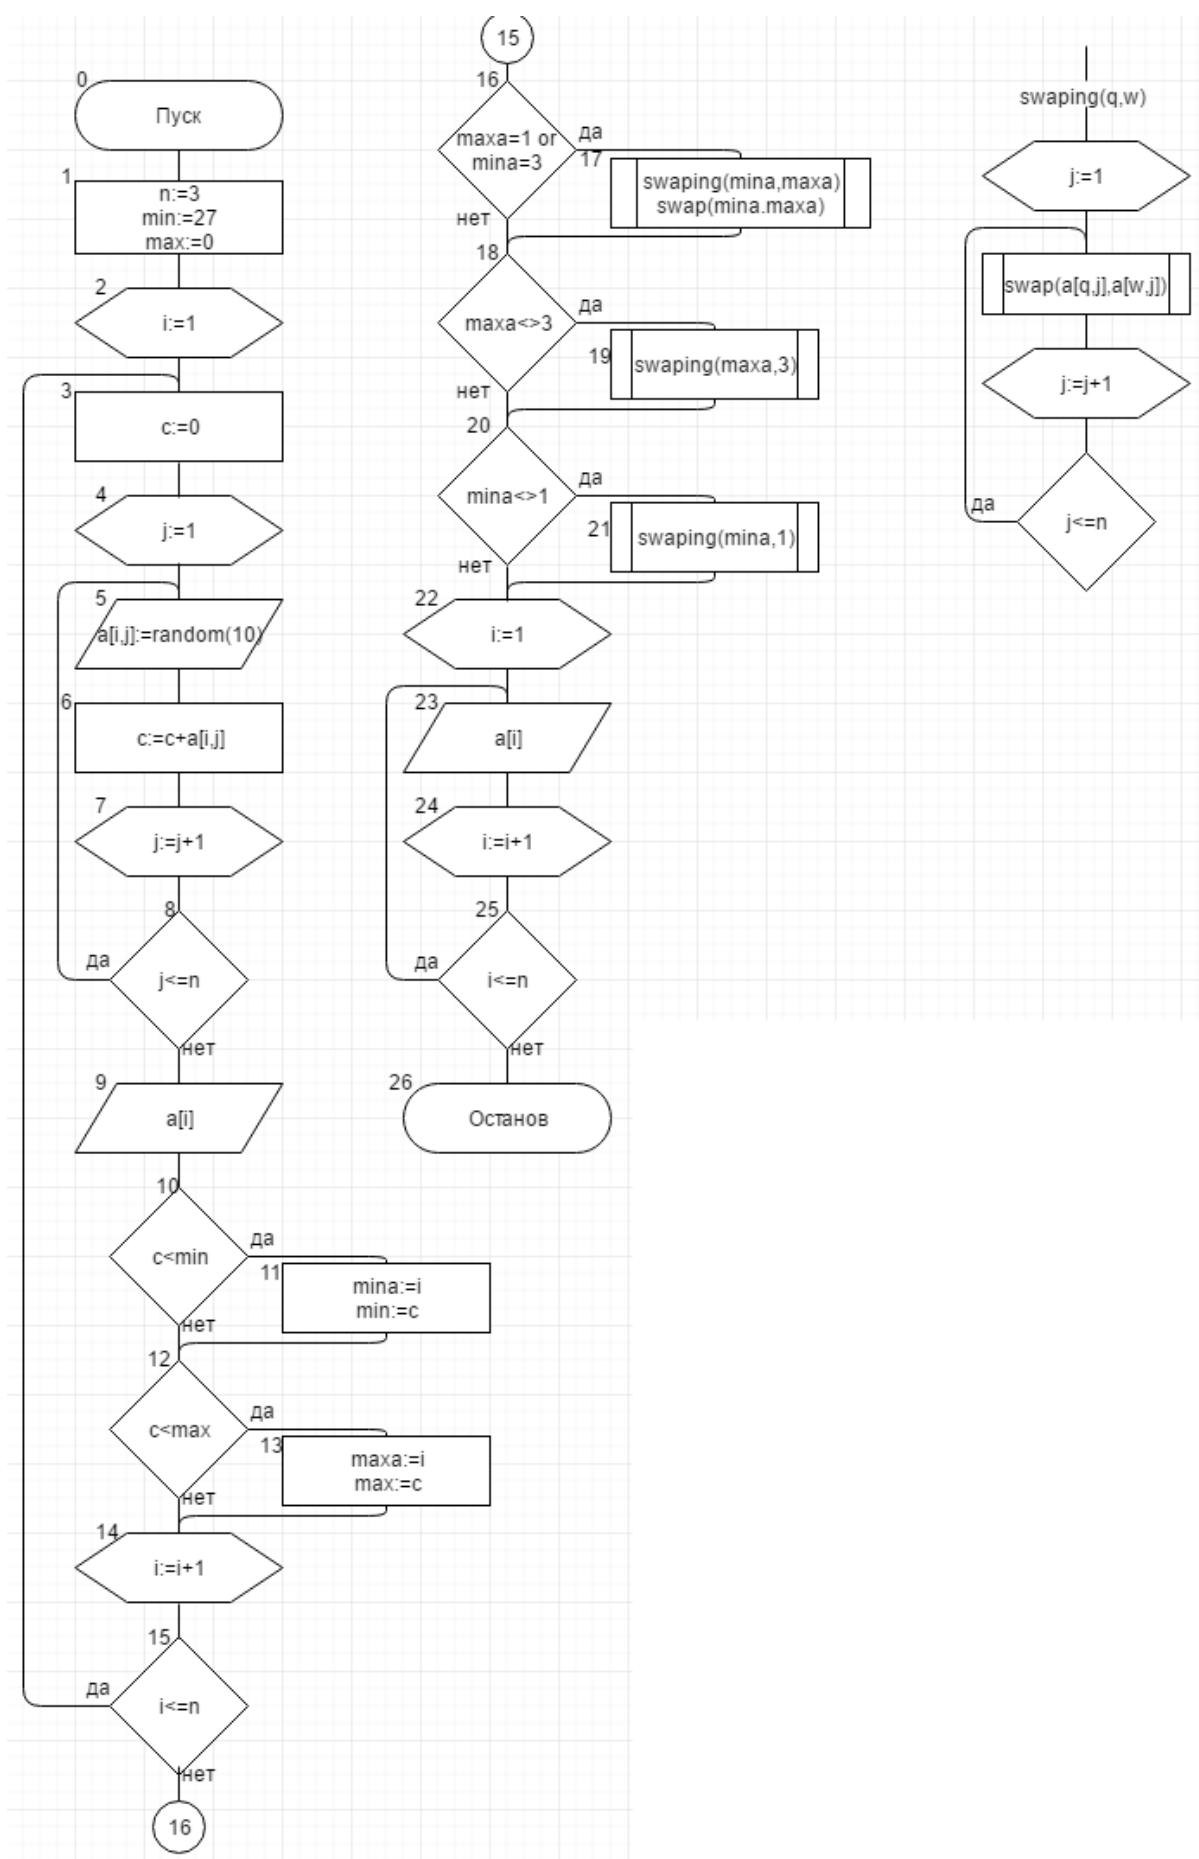 0
Пуск
1
n:=3
min:=27
max:=0
2
i:=1
3
c:=0
4
j:=1
5
a[i,j]:=random(10)
6
c:=c+a[i,j]
7
j:=j+1
8
j<=n
да
нет
9
a[i]
10
c<min
да
нет
11
mina:=i
min:=c
12
c<max
да
нет
13
maxa:=i
max:=c
14
i:=i+1
15
i<=n
да
нет
16
15
16
maxa=1 or
mina=3
да
нет
17
swaping(mina,maxa)
swap(mina.maxa)
18
maxa<>3
да
нет
19
swaping(maxa,3)
20
mina<>1
да
нет
21
swaping(mina,1)
22
i:=1
23
a[i]
24
i:=i+1
25
i<=n
да
нет
26
Останов
swaping(q,w)
j:=1
swap(a[q,j],a[w,j])
j:=j+1
j<=n
да